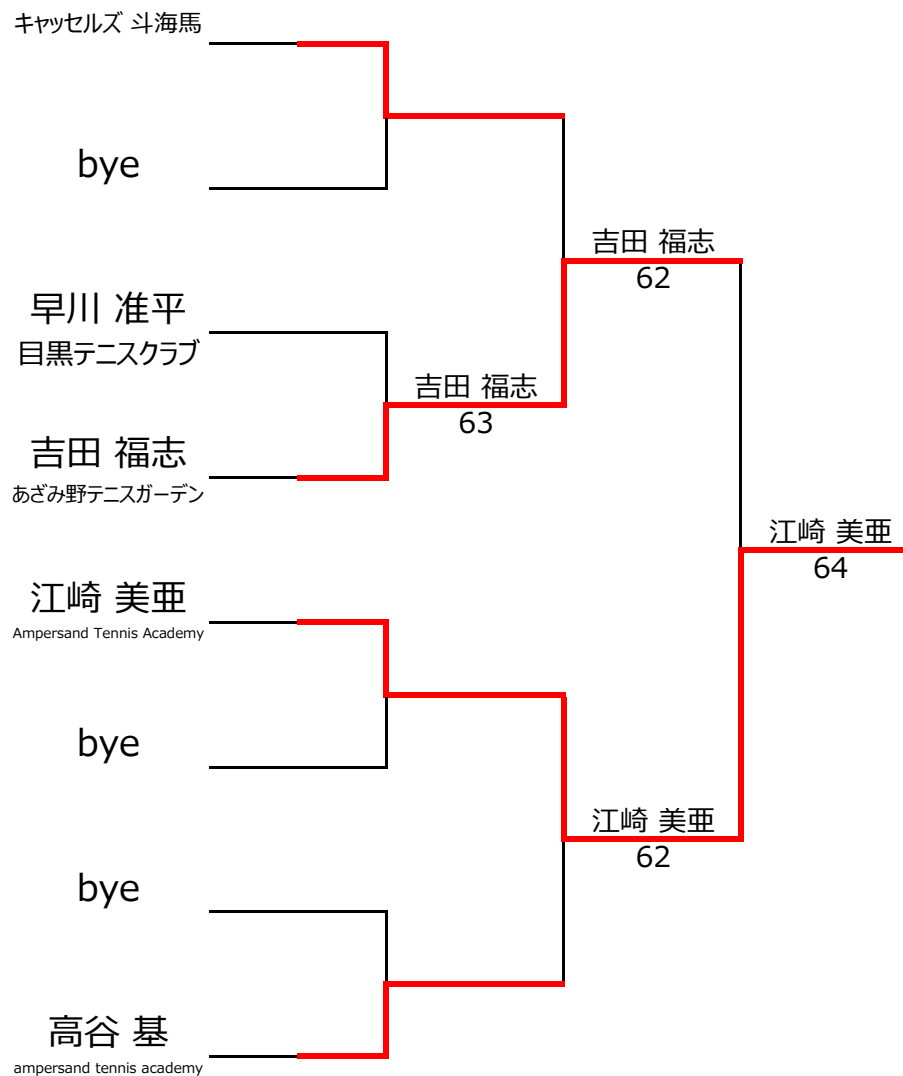 キャッセルズ 斗海馬
bye
早川 准平
目黒テニスクラブ
吉田 福志
あざみ野テニスガーデン
江崎 美亜
Ampersand Tennis Academy
bye
bye
高谷 基
ampersand tennis academy
吉田 福志
63
吉田 福志
62
江崎 美亜
62
江崎 美亜
64